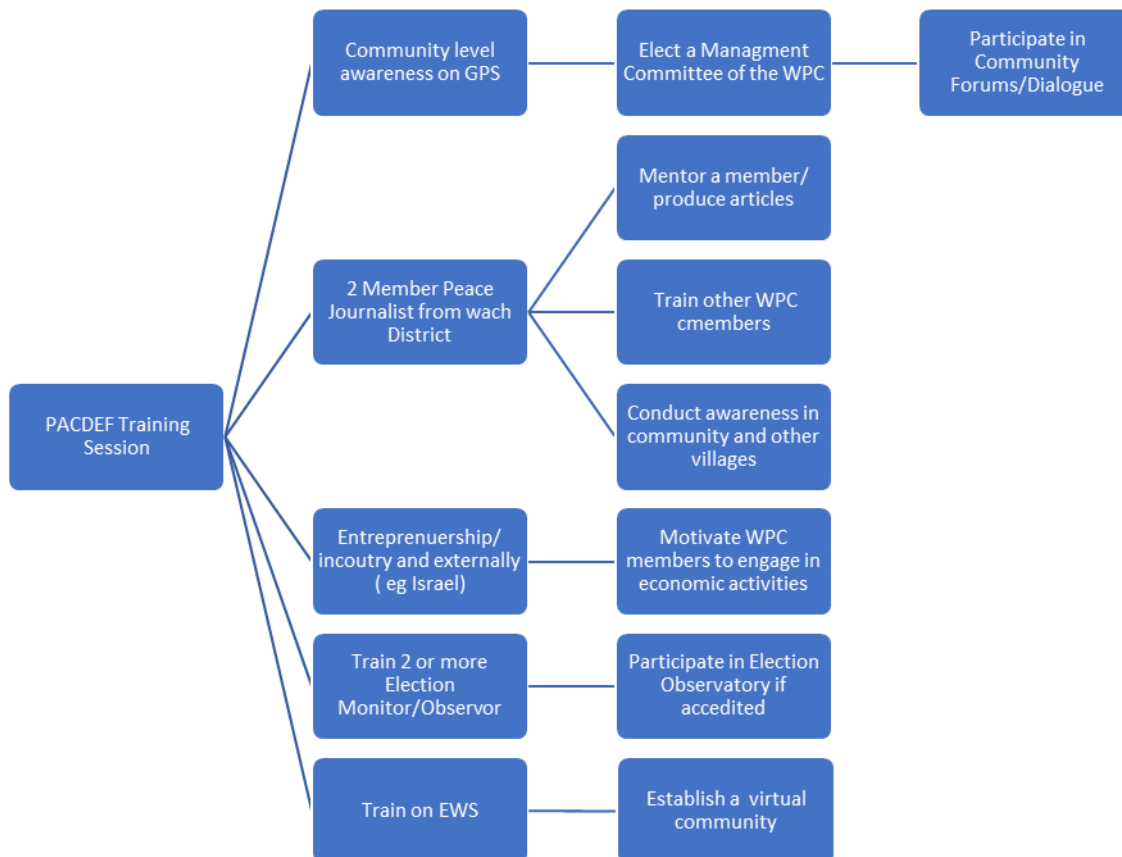 Community level
awareness on GPS
Elect a Managment
Committee of the WPC
Participate in
Community
Forums/Dialogue
Mentor a member/
produce articles
2 Member Peace
Journalist from wach
District
Train other WPC
cmembers
Conduct awareness in
community and other
villages
PACDEF Training
Session
Entreprenuership/
incoutry and externally
( eg Israel)
Motivate WPC
members to engage in
economic activities
Train 2 or more
Election
Monitor/Observor
Participate in Election
Observatory if
accedited
Train on EWS
Establish a virtual
community